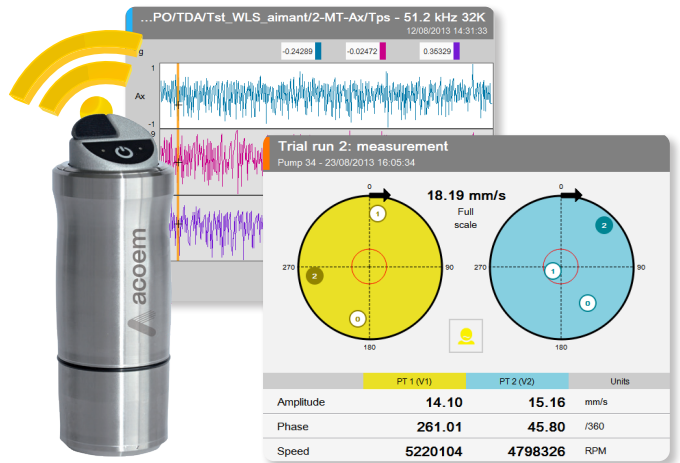 ...PO/TDA/Tst_WLS_aimant/2-MT-Ax/Tps - 51.2 kHz 32K
12/08/2013 14:31:33
g
-0.24289
-0.02472
0.35329
1
Ax
-1
9
acoem
Trial run 2: measurement
Pump 34 - 23/08/2013 16:05:34
18.19 mm/s
Full
scale
0
1
2
0
270
90
180
0
2
1
0
270
90
180
PT 1 (V1) PT 2 (V2) Units
Amplitude 14.10 15.16 mm/s
Phase 261.01 45.80 /360
Speed 5220104 4798326 RPM